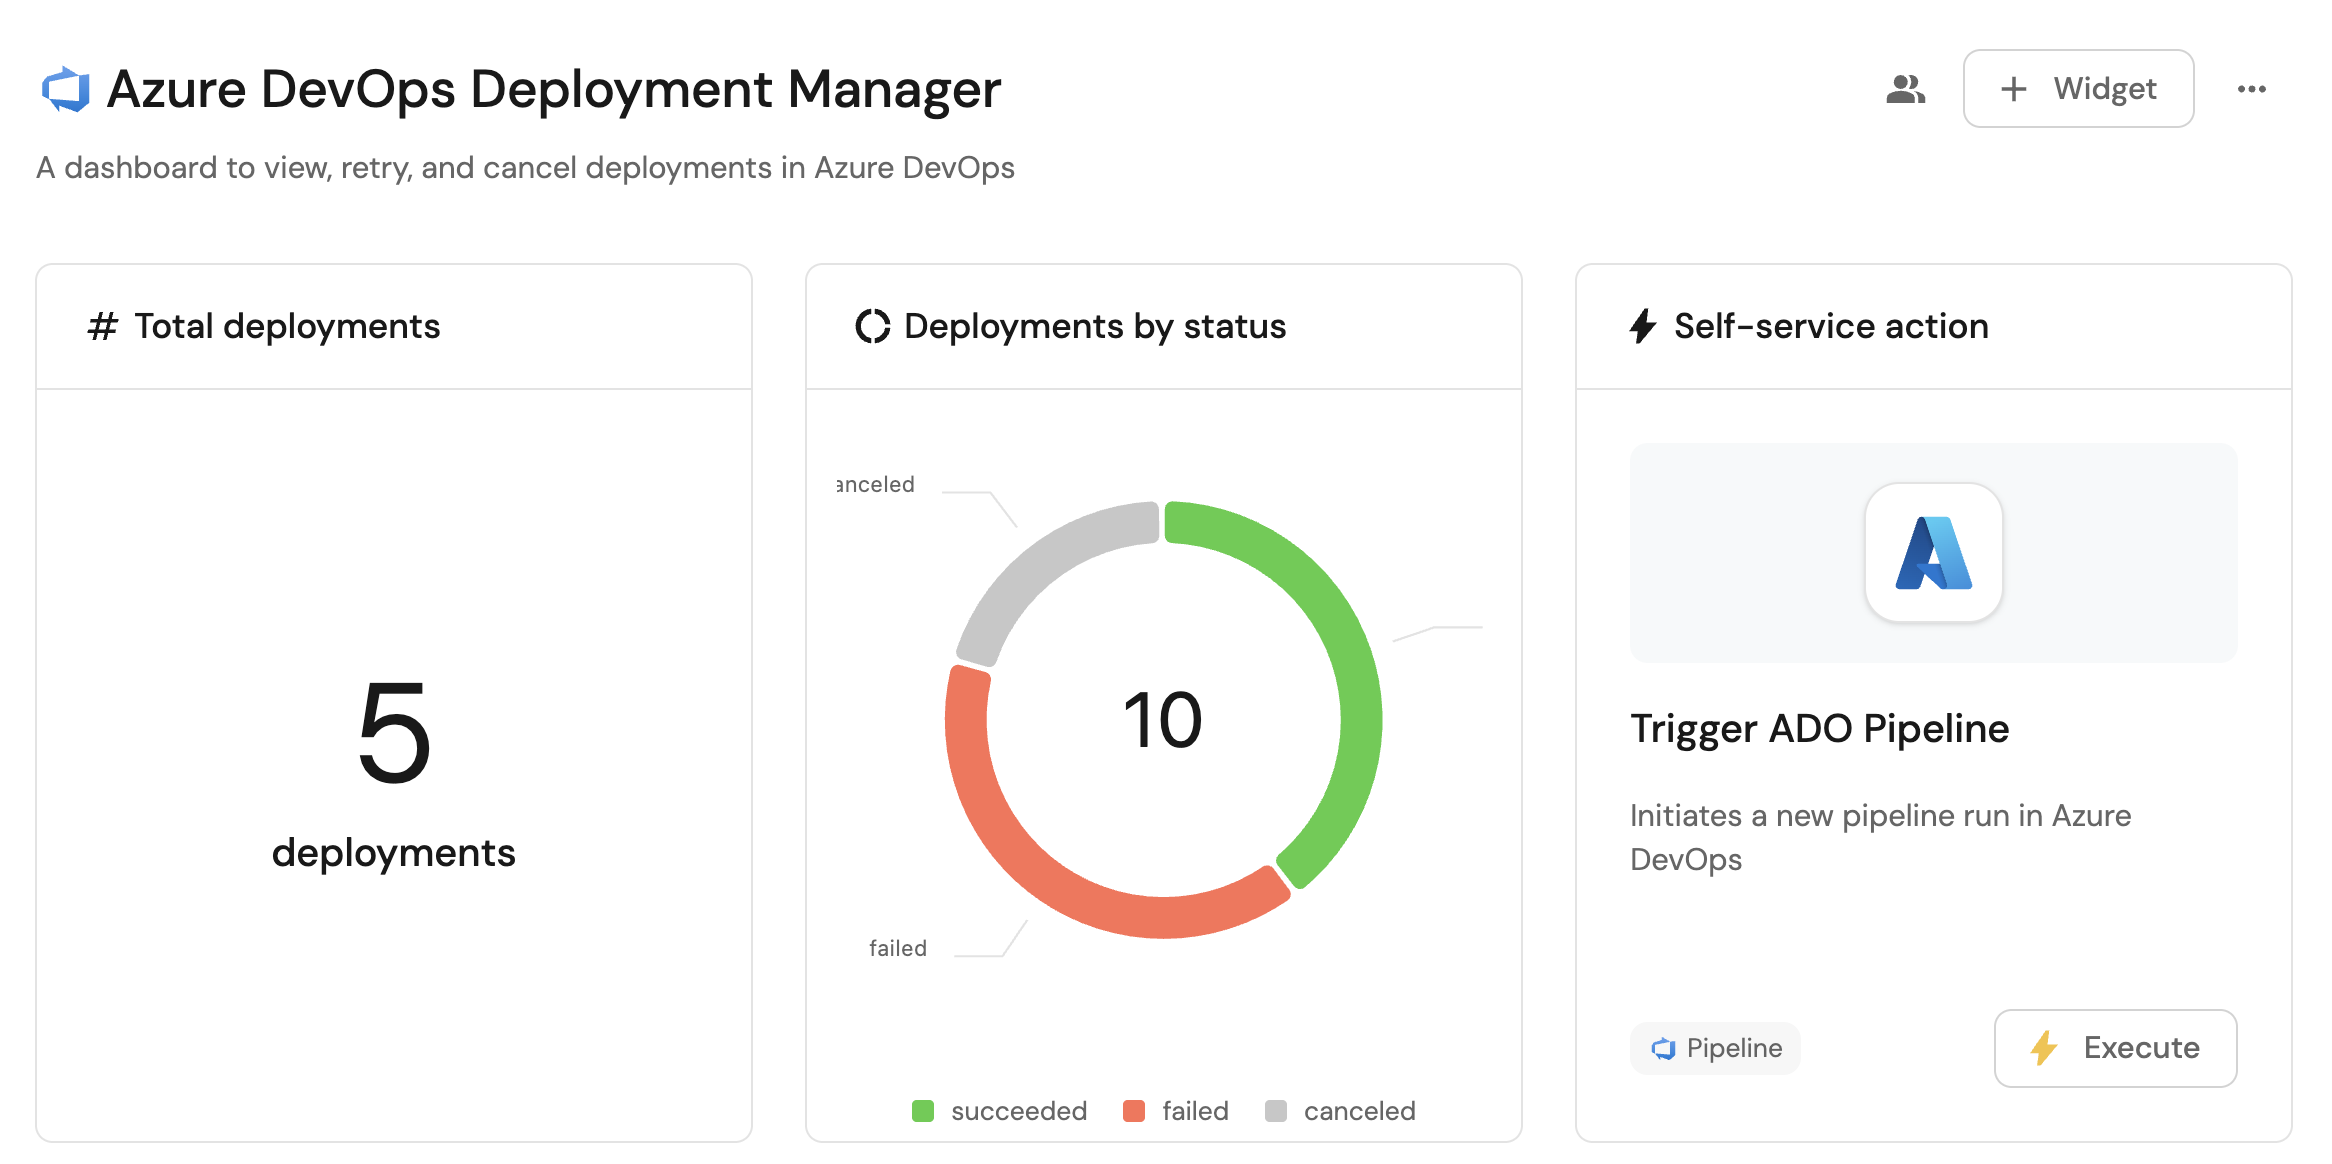 Azure DevOps Deployment Manager
+ Widget
A dashboard to view, retry, and cancel deployments in Azure DevOps
# Total deployments
5
deployments
Deployments by status
anceled
10
failed
succeeded
failed
canceled
Self-service action
Trigger ADO Pipeline
Initiates a new pipeline run in Azure
DevOps
Pipeline
Execute